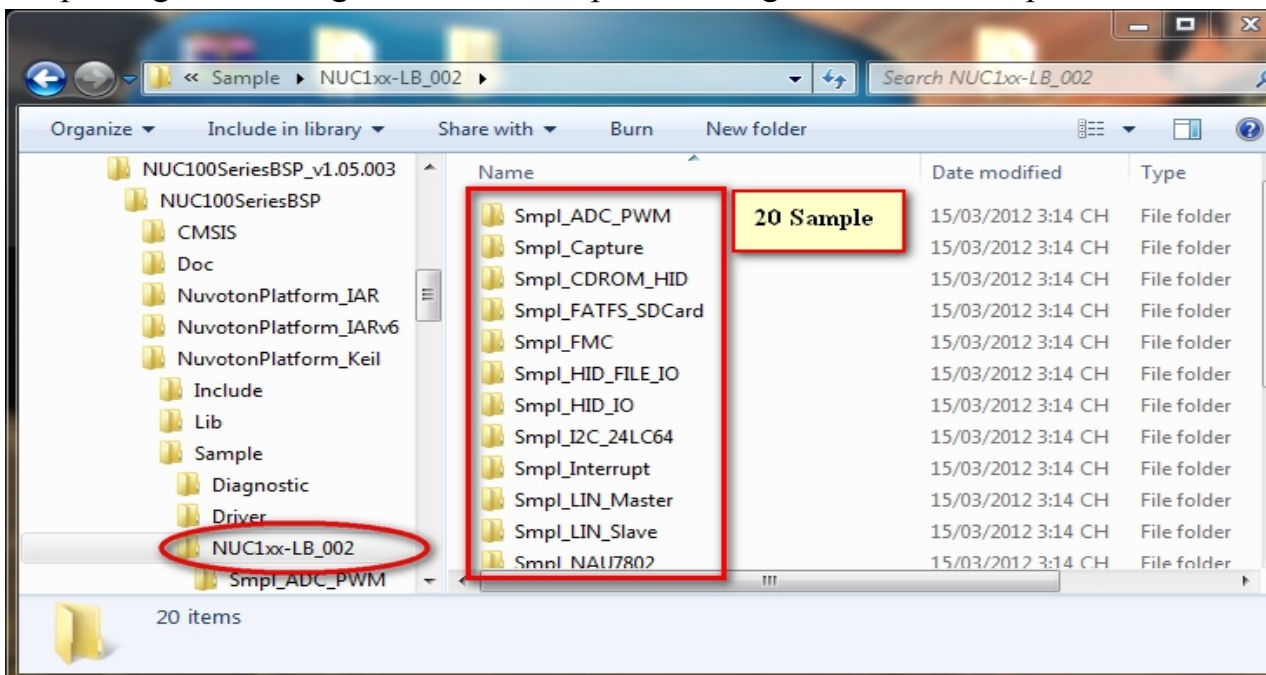 « Sample ▸ NUC1xx-LB_002 ▸
Search NUC1xx-LB_002
Organize Include in library Share with Burn New folder
NUC100SeriesBSP_v1.05.003
NUC100SeriesBSP
CMSIS
Doc
NuvotonPlatform_IAR
NuvotonPlatform_IARv6
NuvotonPlatform_Keil
Include
Lib
Sample
Diagnostic
Driver
NUC1xx-LB_002
Smpl_ADC_PWM
Name Date modified Type
Smpl_ADC_PWM 15/03/2012 3:14 CH File folder
Smpl_Capture 15/03/2012 3:14 CH File folder
Smpl_CDROM_HID 15/03/2012 3:14 CH File folder
Smpl_FATFS_SDCard 15/03/2012 3:14 CH File folder
Smpl_FMC 15/03/2012 3:14 CH File folder
Smpl_HID_FILE_IO 15/03/2012 3:14 CH File folder
Smpl_HID_IO 15/03/2012 3:14 CH File folder
Smpl_I2C_24LC64 15/03/2012 3:14 CH File folder
Smpl_Interrupt 15/03/2012 3:14 CH File folder
Smpl_LIN_Master 15/03/2012 3:14 CH File folder
Smpl_LIN_Slave 15/03/2012 3:14 CH File folder
Smpl_NAU7802 15/03/2012 3:14 CH File folder
20 Sample
20 items